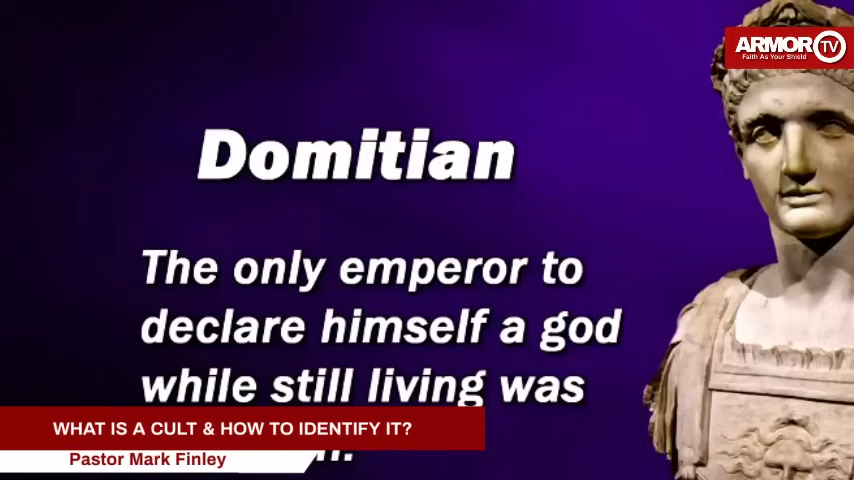 ARMOR TV
Faith As Your Shield
Domitian
The only emperor to
declare himself a god
while still living was
WHAT IS A CULT & HOW TO IDENTIFY IT?
Pastor Mark Finley